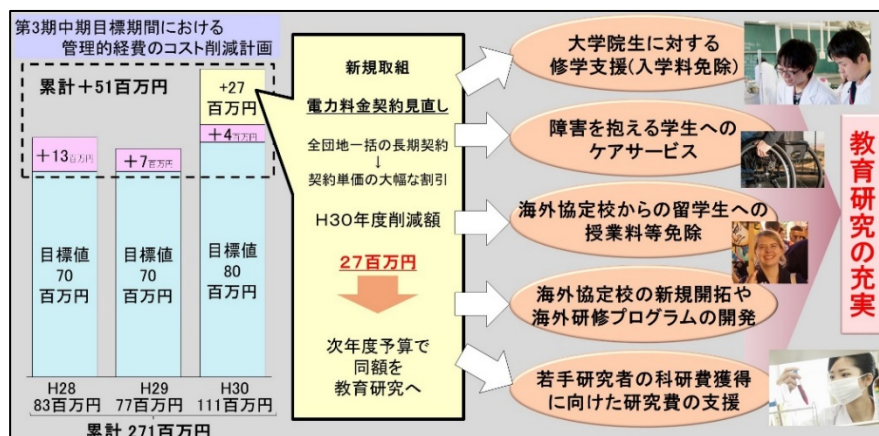 第3期中期目標期間における
管理的経費のコスト削減計画
累計+51百万円
+27
百万円
+4百万円
+13百万円
+7百万円
目標値
70
百万円
目標値
70
百万円
目標値
80
百万円
H28
83百万円
H29
77百万円
H30
111百万円
累計 271百万円
新規取組
電力料金契約見直し
全団地一括の長期契約
↓
契約単価の大幅な割引
H30年度削減額
27百万円
次年度予算で
同額を
教育研究へ
大学院生に対する
修学支援(入学料免除)
障害を抱える学生への
ケアサービス
海外協定校からの留学生への
授業料等免除
海外協定校の新規開拓や
海外研修プログラムの開発
若手研究者の科研費獲得
に向けた研究費の支援
教育研究の充実